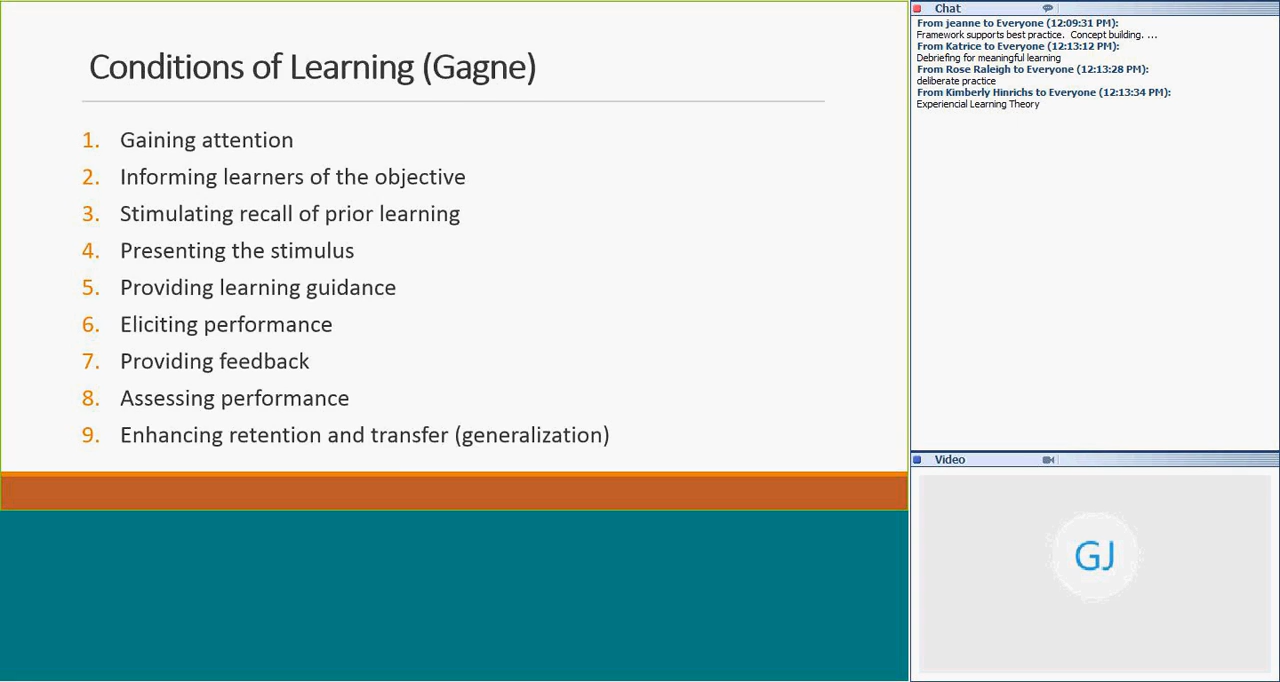 Conditions of Learning (Gagne)
1. Gaining attention
2. Informing learners of the objective
3. Stimulating recall of prior learning
4. Presenting the stimulus
5. Providing learning guidance
6. Eliciting performance
7. Providing feedback
8. Assessing performance
9. Enhancing retention and transfer (generalization)
Chat
From jeanne to Everyone (12:09:31 PM):
Framework supports best practice. Concept building. ...
From Katrice to Everyone (12:13:12 PM):
Debriefing for meaningful learning
From Rose Raleigh to Everyone (12:13:28 PM):
deliberate practice
From Kimberly Hinrichs to Everyone (12:13:34 PM):
Experiencial Learning Theory
Video
GJ